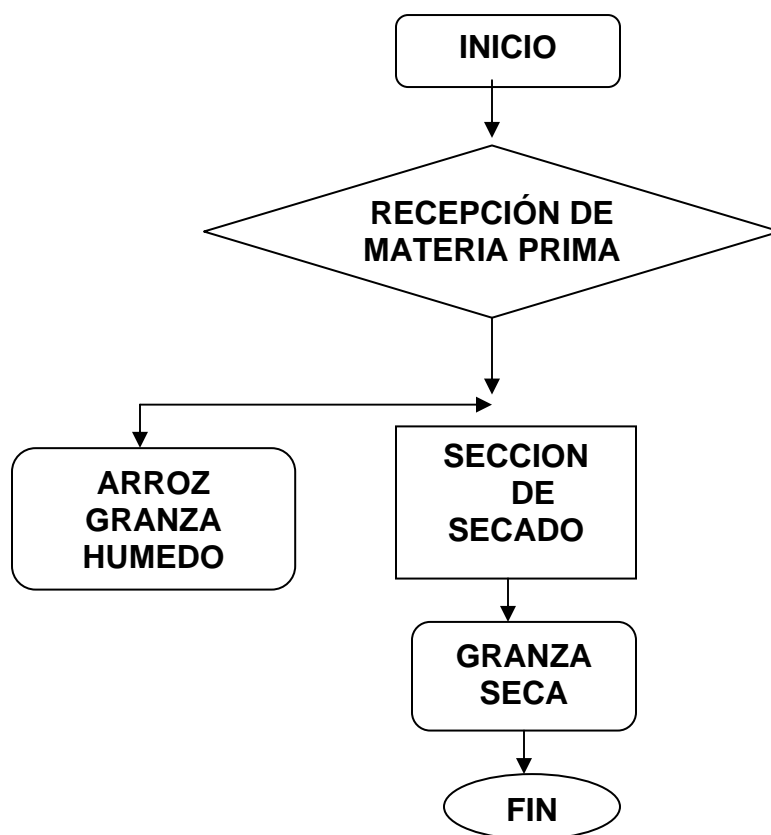 INICIO
RECEPCIÓN DE
MATERIA PRIMA
ARROZ
GRANZA
HUMEDO
SECCION
DE
SECADO
GRANZA
SECA
FIN